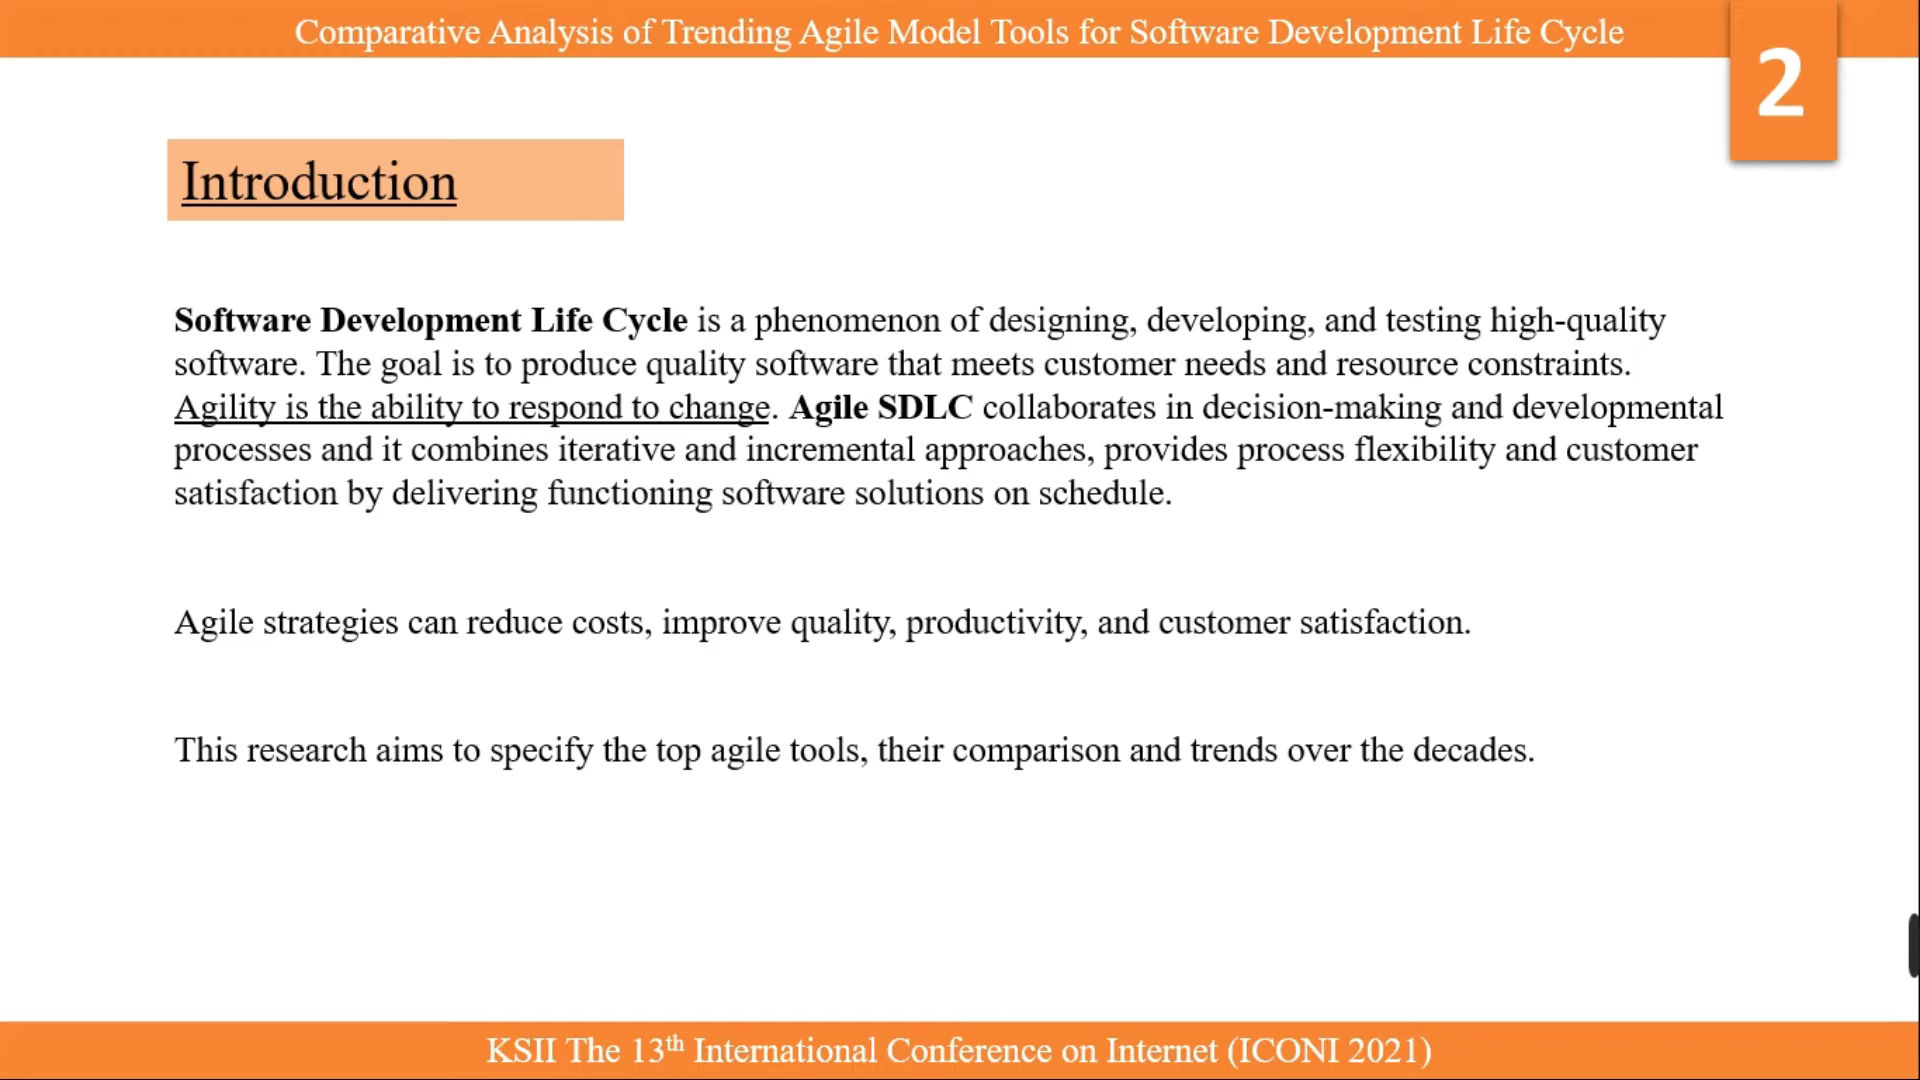 Comparative Analysis of Trending Agile Model Tools for Software Development Life Cycle
2
Introduction
Software Development Life Cycle is a phenomenon of designing, developing, and testing high-quality
software. The goal is to produce quality software that meets customer needs and resource constraints.
Agility is the ability to respond to change. Agile SDLC collaborates in decision-making and developmental
processes and it combines iterative and incremental approaches, provides process flexibility and customer
satisfaction by delivering functioning software solutions on schedule.
Agile strategies can reduce costs, improve quality, productivity, and customer satisfaction.
This research aims to specify the top agile tools, their comparison and trends over the decades.
KSII The 13th International Conference on Internet (ICONI 2021)